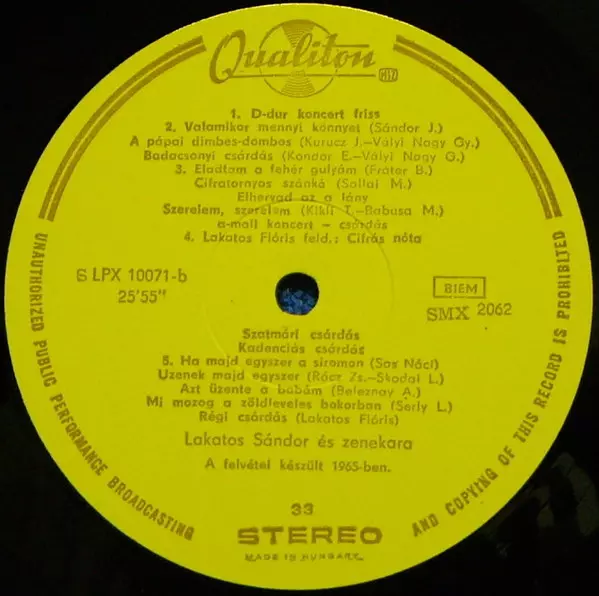 Qualiton
1. D-dur koncert friss
2. Valamikor mennyi könnyet (Sándor J.)
A pápai dimbes-dombos (Kurucz J.–Vályi Nagy Gy.)
Badacsonyi csárdás (Kondor E.–Vályi Nagy G.)
3. Eladtam a fehér gulyám (Fráter B.)
Cifratornyos szánkó (Sallai M.)
Elhervad az a lány
Szerelem, szerelem (Kikli T.–Babusa M.)
a-moll koncert – csárdás
4. Lakatos Flóris feld.: Cifrás nóta
S LPX 10071-b
25'55"
BIEM
SMX 2062
Szatmári csárdás
Kadenciás csárdás
5. Ha majd egyszer a síromon (Sas Náci)
Üzenek majd egyszer (Rácz Zs.–Skodal L.)
Azt üzente a babám (Beleznay A.)
Mi mozog a zöldleveles bokorban (Serly L.)
Régi csárdás (Lakatos Flóris)
Lakatos Sándor és zenekara
A felvétel készült 1965-ben.
33
STEREO
MADE IN HUNGARY
UNAUTHORIZED PUBLIC PERFORMANCE BROADCASTING
AND COPYING OF THIS RECORD IS PROHIBITED